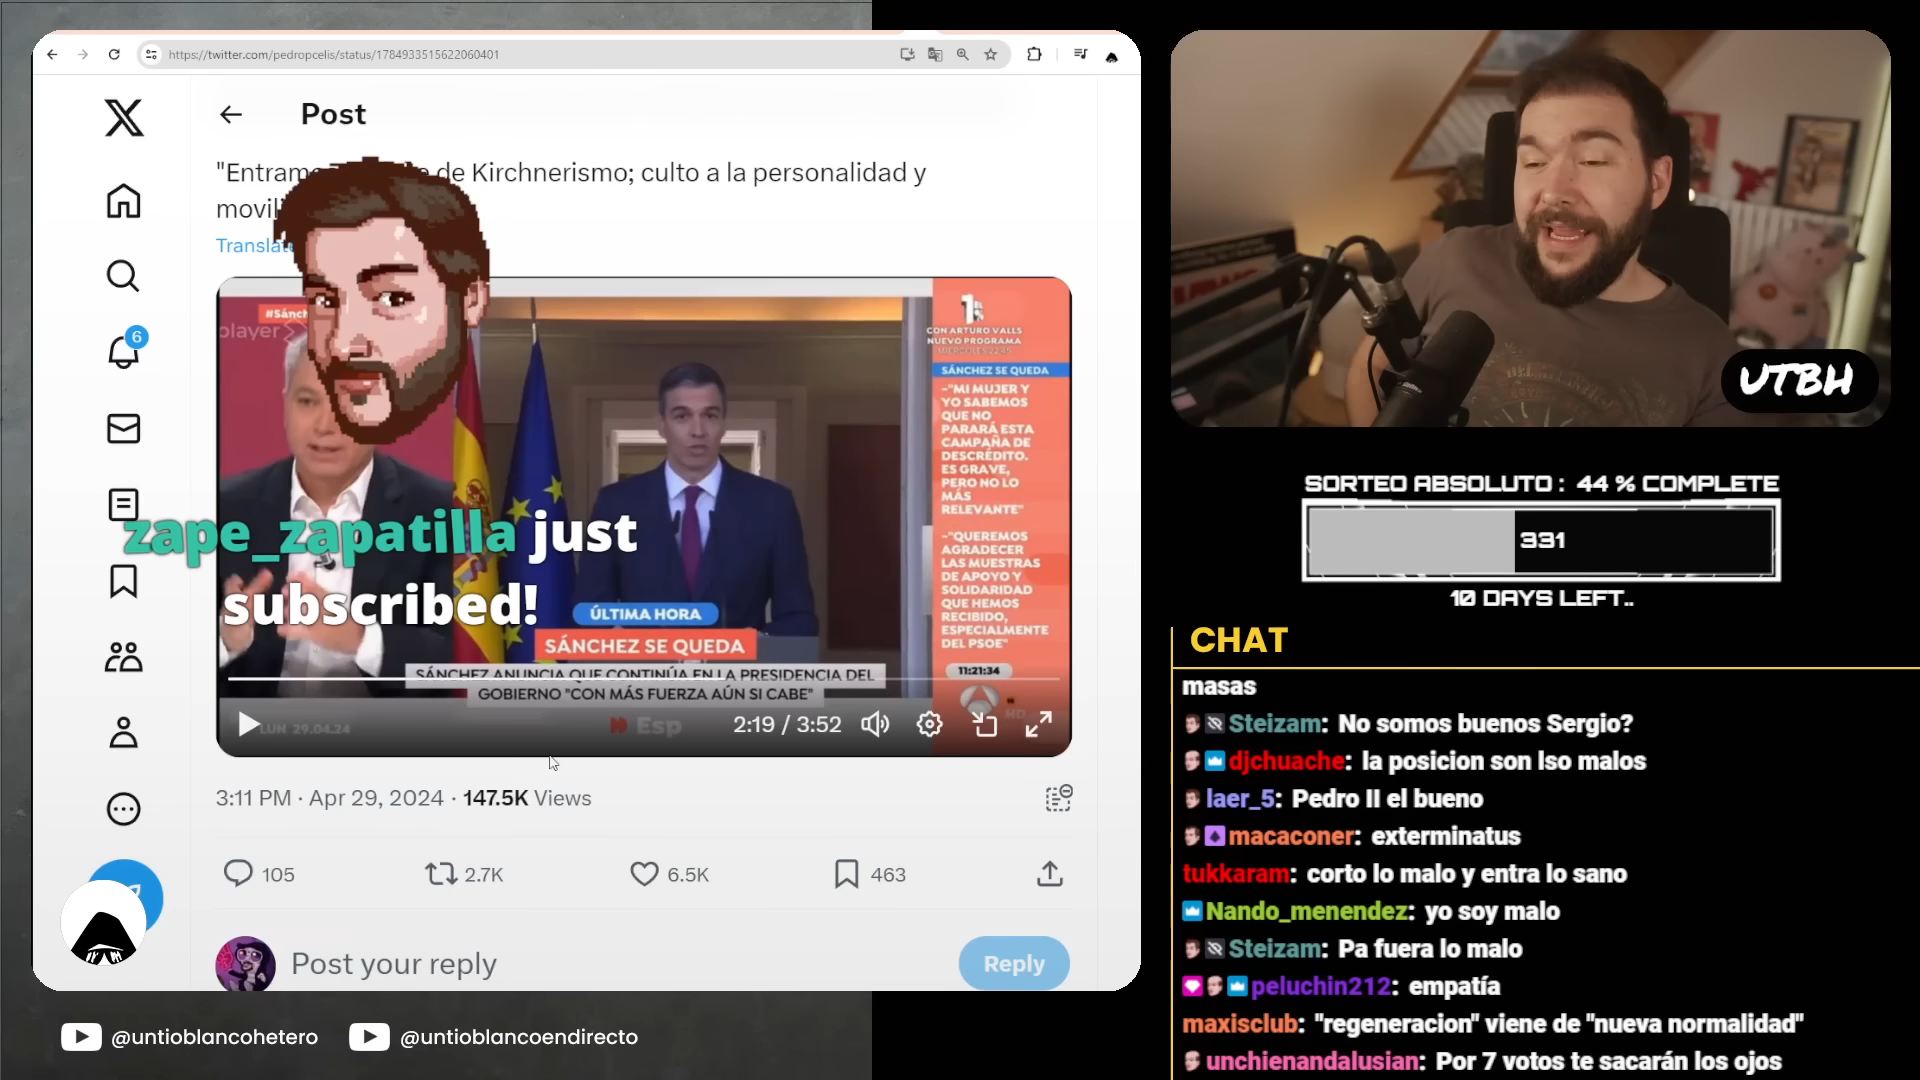 https://twitter.com/pedropcelis/status/1784933515622060401
Post
de Kirchnerismo; culto a la personalidad y
6
#Sánch
player
CON ARTURO VALLS
NUEVO PROGRAMA
SÁNCHEZ SE QUEDA
-"MI MUJER Y
YO SABEMOS
QUE NO
PARARÁ ESTA
CAMPAÑA DE
DESCRÉDITO.
ES GRAVE,
PERO NO LO
MÁS
RELEVANTE"
-"QUEREMOS
AGRADECER
LAS MUESTRAS
DE APOYO Y
SOLIDARIDAD
QUE HEMOS
RECIBIDO,
ESPECIALMENTE
DEL PSOE"
11:21:34
zape_zapatilla just
subscribed!
ÚLTIMA HORA
SÁNCHEZ SE QUEDA
SÁNCHEZ ANUNCIA QUE CONTINÚA EN LA PRESIDENCIA DEL
GOBIERNO "CON MÁS FUERZA AÚN SI CABE"
LUN 29.04.24
Esp
2:19 / 3:52
3:11 PM · Apr 29, 2024 · 147.5K Views
105
2.7K
6.5K
463
Post your reply
Reply
@untioblancohetero
@untioblancoendirecto
UTBH
SORTEO ABSOLUTO : 44 % COMPLETE
331
10 DAYS LEFT..
CHAT
masas
Steizam: No somos buenos Sergio?
djchuache: la posicion son lso malos
laer_5: Pedro II el bueno
macaconer: exterminatus
tukkaram: corto lo malo y entra lo sano
Nando_menendez: yo soy malo
Steizam: Pa fuera lo malo
peluchin212: empatía
maxisclub: "regeneracion" viene de "nueva normalidad"
unchienandalusian: Por 7 votos te sacarán los ojos